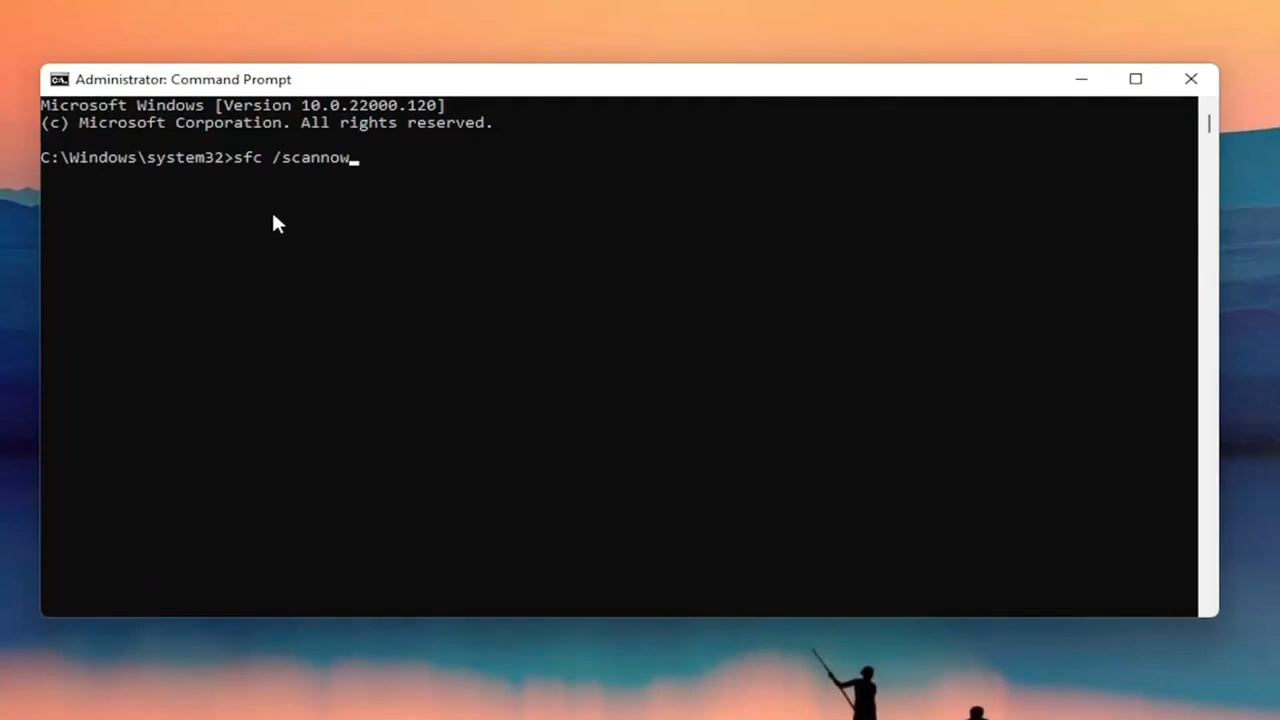 Administrator: Command Prompt
Microsoft Windows [Version 10.0.22000.120]
(c) Microsoft Corporation. All rights reserved.
C:\Windows\system32>sfc /scannow